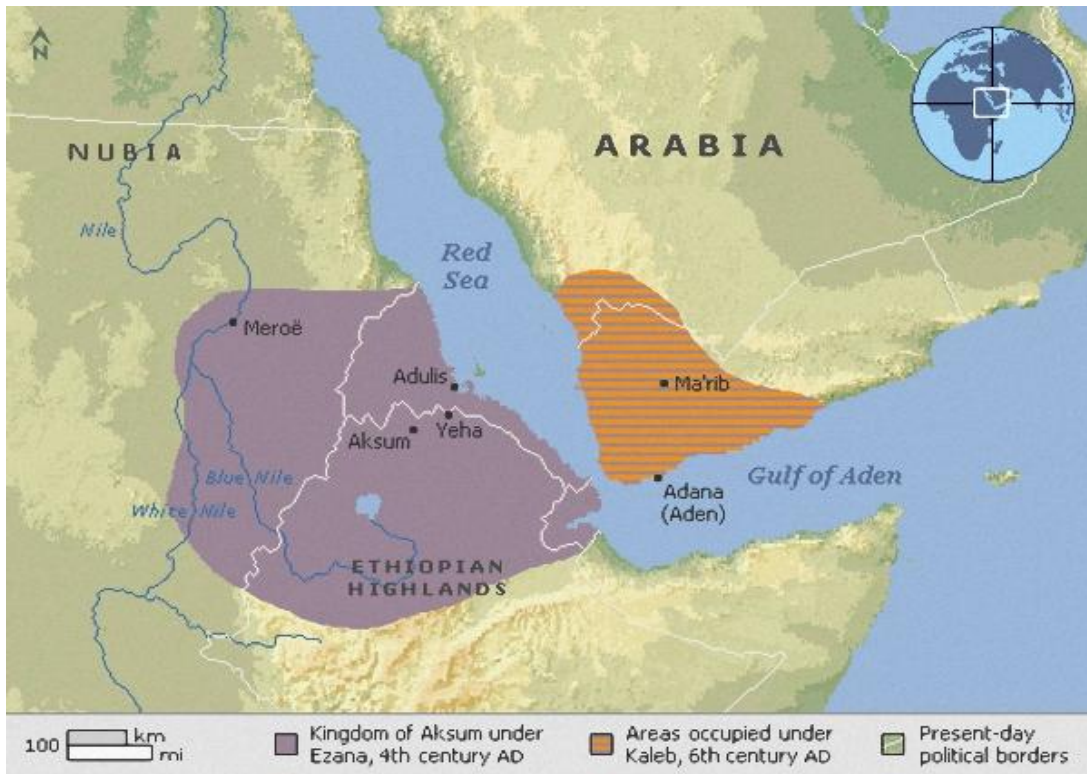 N
NUBIA
ARABIA
Nile
Red
Sea
Meroë
Adulis
Ma'rib
Aksum
Yeha
Blue Nile
White Nile
Adana
(Aden)
Gulf of Aden
ETHIOPIAN
HIGHLANDS
100 km
mi
Kingdom of Aksum under
Ezana, 4th century AD
Areas occupied under
Kaleb, 6th century AD
Present-day
political borders